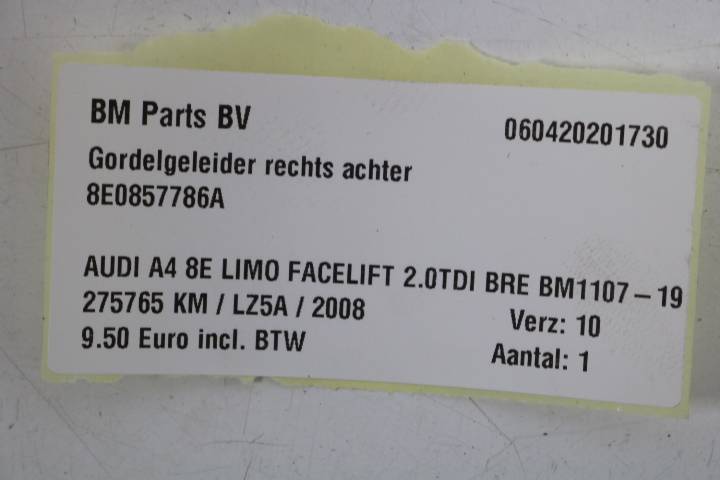 BM Parts BV
060420201730
Gordelgeleider rechts achter
8E0857786A
AUDI A4 8E LIMO FACELIFT 2.0TDI BRE BM1107-19
275765 KM / LZ5A / 2008
Verz: 10
9.50 Euro incl. BTW
Aantal: 1